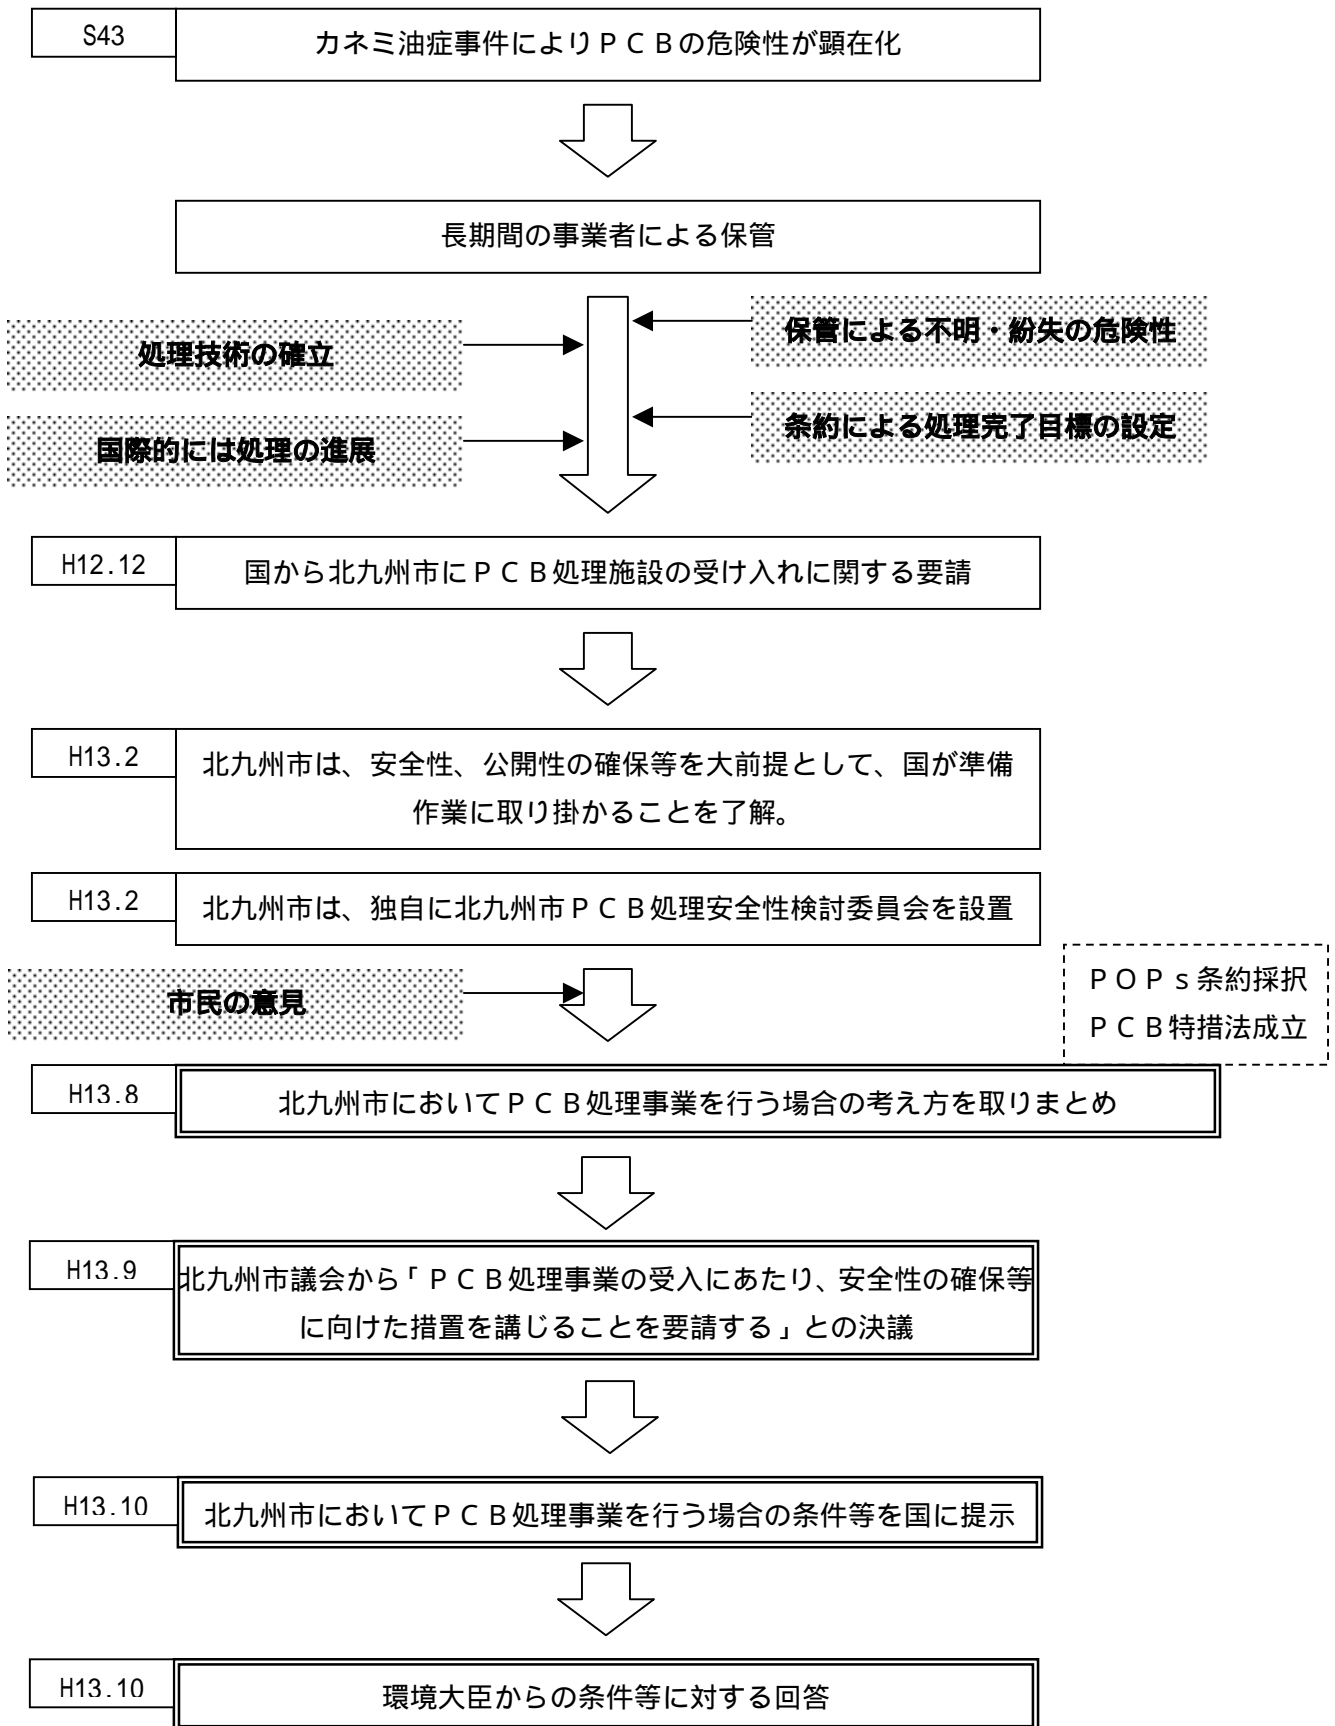 S43
カネミ油症事件によりＰＣＢの危険性が顕在化
長期間の事業者による保管
保管による不明・紛失の危険性
処理技術の確立
条約による処理完了目標の設定
国際的には処理の進展
H12.12
国から北九州市にＰＣＢ処理施設の受け入れに関する要請
H13.2
北九州市は、安全性、公開性の確保等を大前提として、国が準備
作業に取り掛かることを了解。
H13.2
北九州市は、独自に北九州市ＰＣＢ処理安全性検討委員会を設置
市民の意見
ＰＯＰｓ条約採択
ＰＣＢ特措法成立
H13.8
北九州市においてＰＣＢ処理事業を行う場合の考え方を取りまとめ
H13.9
北九州市議会から「ＰＣＢ処理事業の受入にあたり、安全性の確保等
に向けた措置を講じることを要請する」との決議
H13.10
北九州市においてＰＣＢ処理事業を行う場合の条件等を国に提示
H13.10
環境大臣からの条件等に対する回答